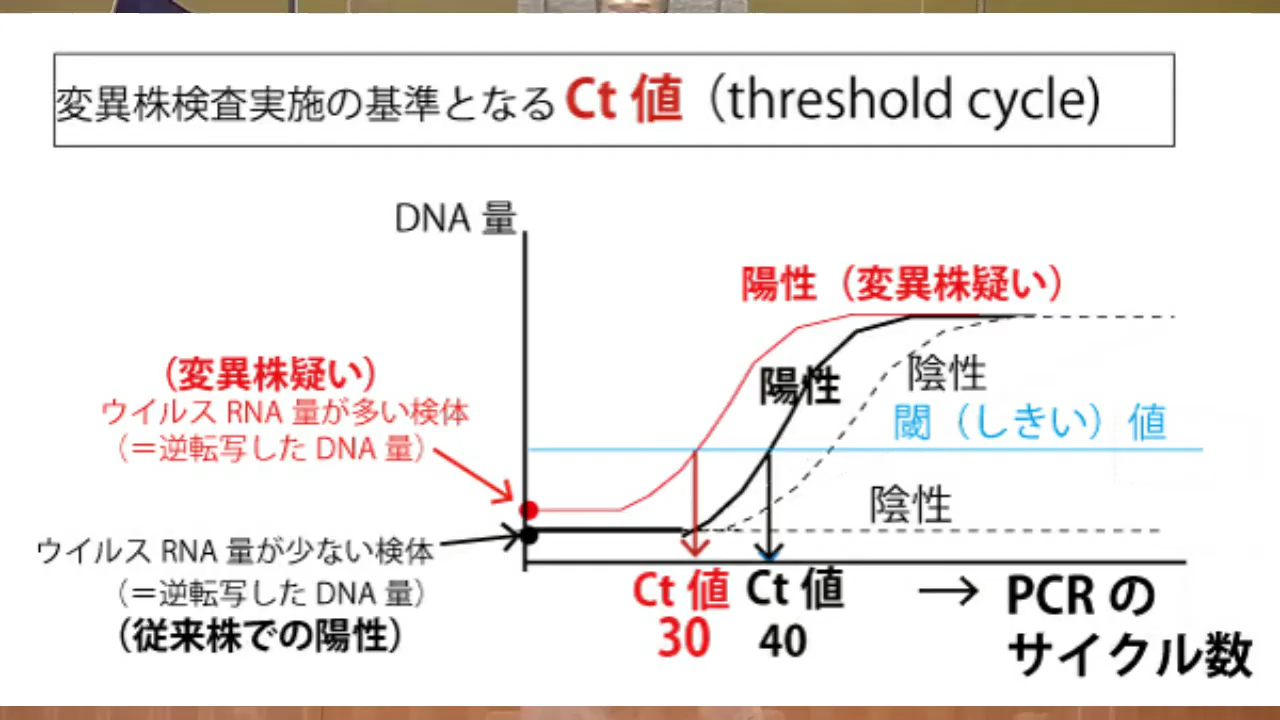 変異株検査実施の基準となる Ct 値（threshold cycle)
DNA 量
陽性（変異株疑い）
（変異株疑い）
ウイルス RNA 量が多い検体
（＝逆転写した DNA 量）
陽性
陰性
閾（しきい）値
陰性
ウイルス RNA 量が少ない検体
（＝逆転写した DNA 量）
（従来株での陽性）
Ct 値
30
Ct 値
40
→ PCR の
サイクル数